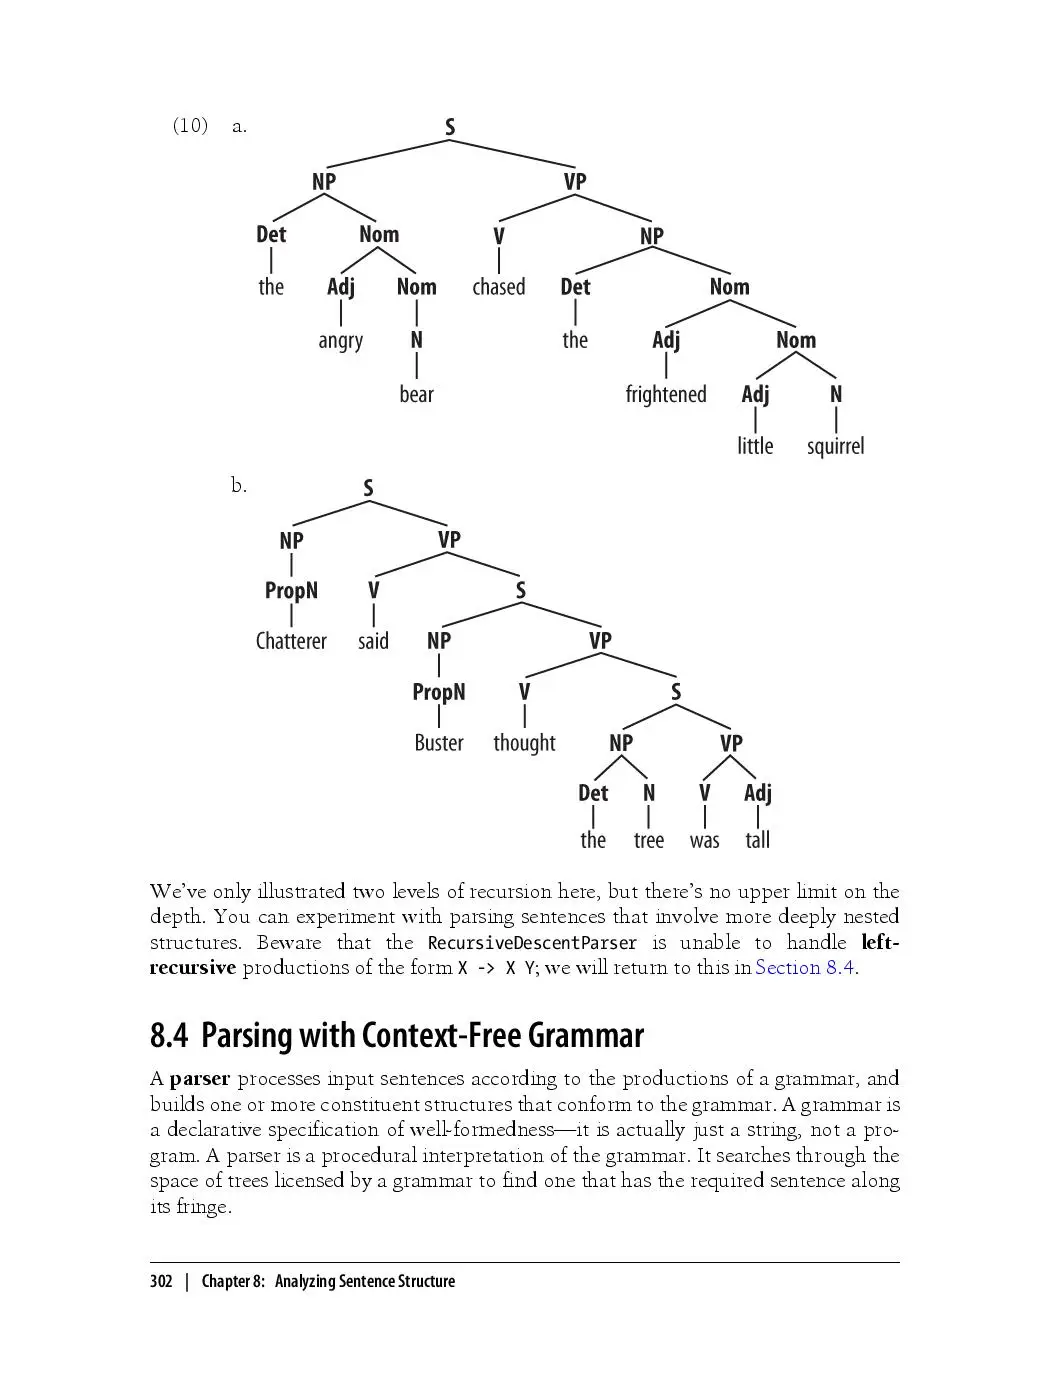 (10) a. S
NP VP
Det Nom V NP
the Adj Nom chased Det Nom
angry N the Adj Nom
bear frightened Adj N
little squirrel
b. S
NP VP
PropN V S
Chatterer said NP VP
PropN V S
Buster thought NP VP
Det N V Adj
the tree was tall
We’ve only illustrated two levels of recursion here, but there’s no upper limit on the
depth. You can experiment with parsing sentences that involve more deeply nested
structures. Beware that the RecursiveDescentParser is unable to handle left-
recursive productions of the form X -> X Y; we will return to this in Section 8.4.
8.4 Parsing with Context-Free Grammar
A parser processes input sentences according to the productions of a grammar, and
builds one or more constituent structures that conform to the grammar. A grammar is
a declarative specification of well-formedness—it is actually just a string, not a pro-
gram. A parser is a procedural interpretation of the grammar. It searches through the
space of trees licensed by a grammar to find one that has the required sentence along
its fringe.
302 | Chapter 8: Analyzing Sentence Structure